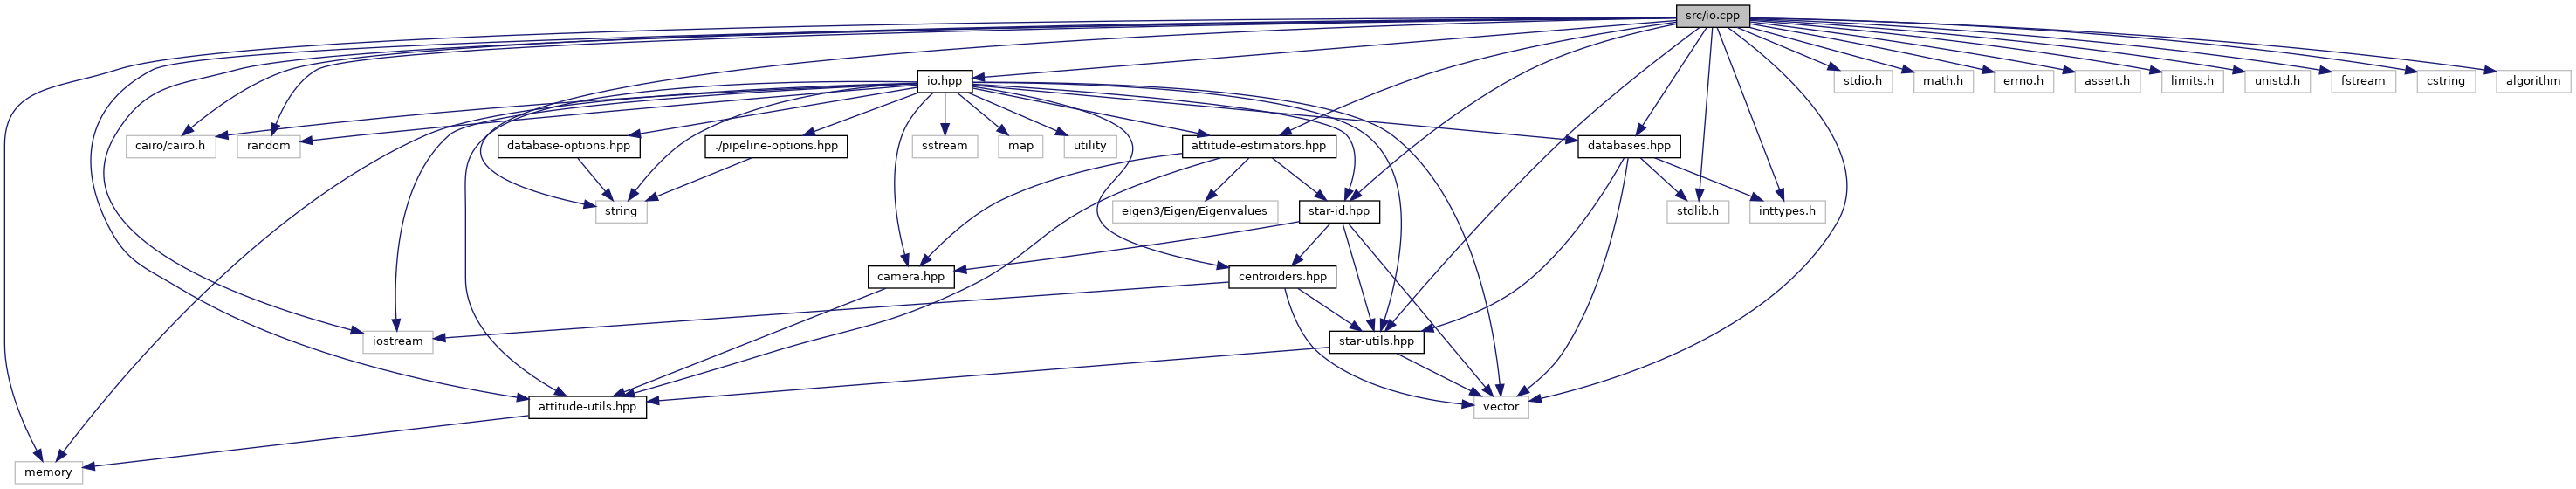 src/io.cpp
io.hpp
stdio.h
math.h
errno.h
assert.h
limits.h
unistd.h
fstream
cstring
algorithm
cairo/cairo.h
random
database-options.hpp
./pipeline-options.hpp
sstream
map
utility
attitude-estimators.hpp
databases.hpp
string
eigen3/Eigen/Eigenvalues
star-id.hpp
stdlib.h
inttypes.h
camera.hpp
centroiders.hpp
iostream
star-utils.hpp
attitude-utils.hpp
vector
memory